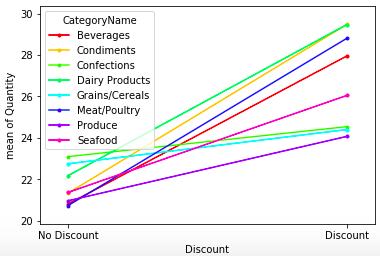 30
28
26
24
22
20
mean of Quantity
CategoryName
Beverages
Condiments
Confections
Dairy Products
Grains/Cereals
Meat/Poultry
Produce
Seafood
No Discount
Discount
Discount